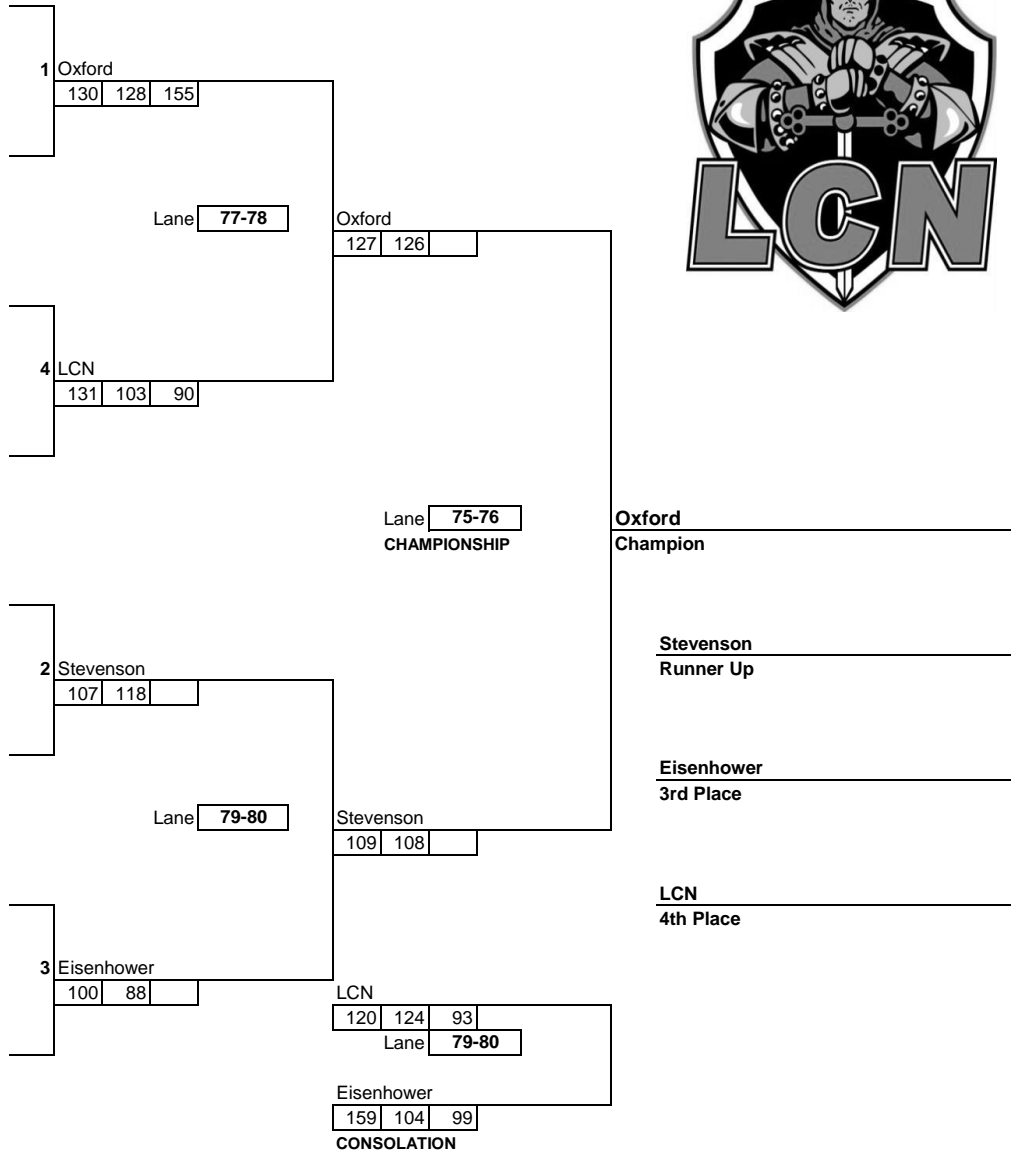 1 Oxford
130 128 155
Lane 77-78
Oxford
127 126
LCN
4 LCN
131 103 90
Lane 75-76
CHAMPIONSHIP
Oxford
Champion
2 Stevenson
107 118
Stevenson
Runner Up
Lane 79-80
Stevenson
109 108
Eisenhower
3rd Place
LCN
4th Place
3 Eisenhower
100 88
LCN
120 124 93
Lane 79-80
Eisenhower
159 104 99
CONSOLATION